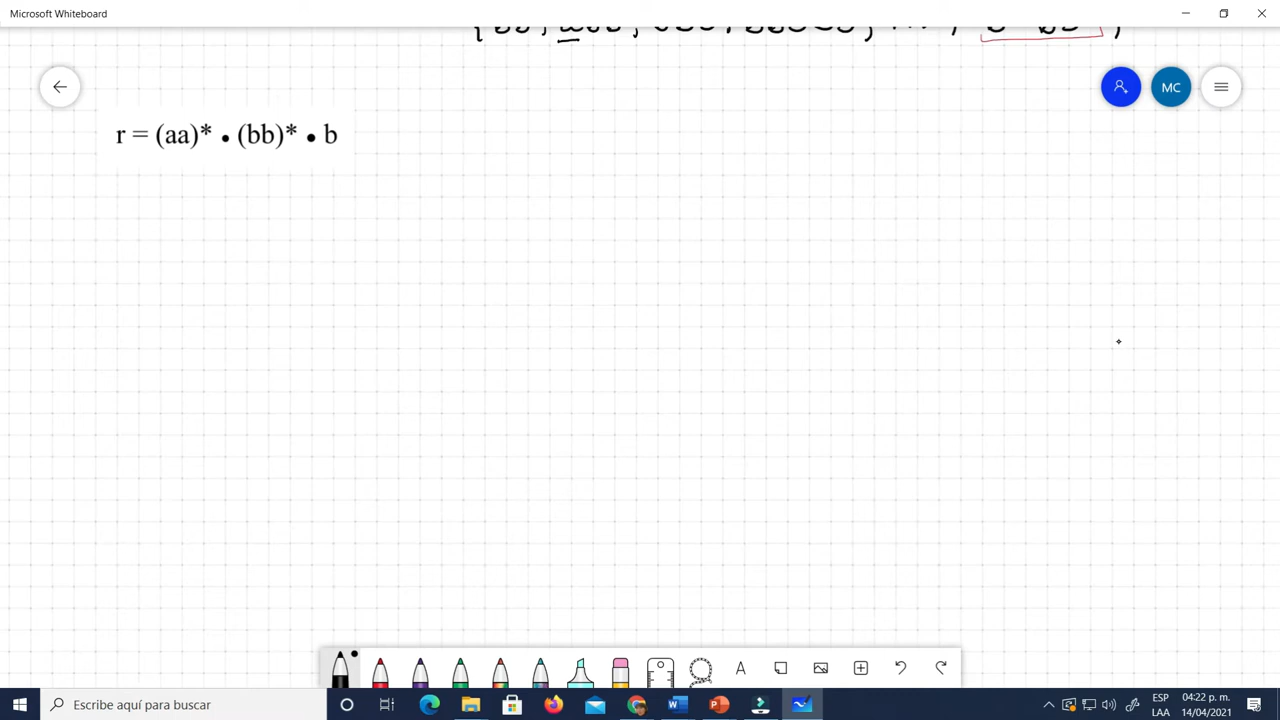 Microsoft Whiteboard
MC
r = (aa)* • (bb)* • b
A
Escribe aquí para buscar
ESP
LAA
04:22 p. m.
14/04/2021